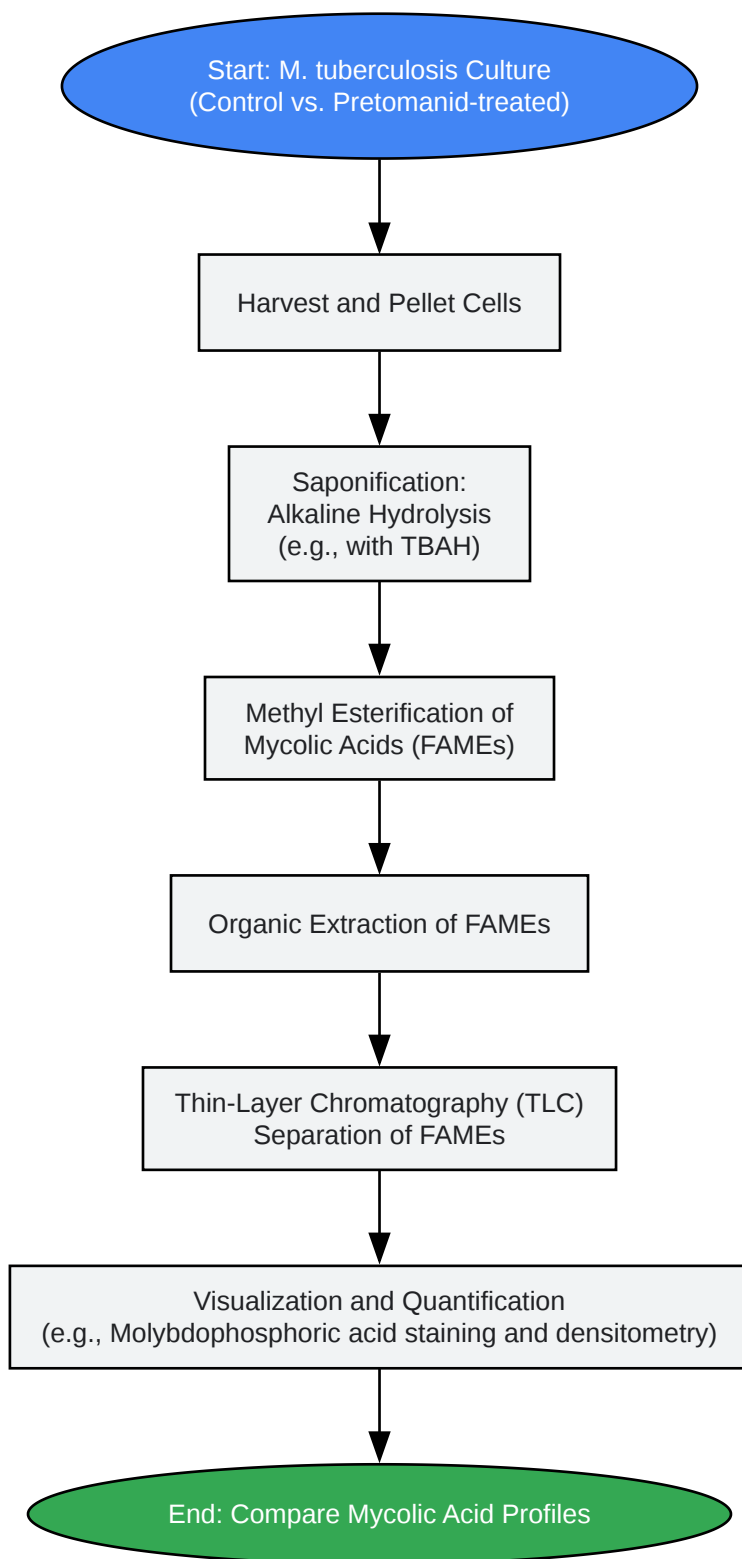 Start: M. tuberculosis Culture
(Control vs. Pretomanid-treated)
Harvest and Pellet Cells
Saponification:
Alkaline Hydrolysis
(e.g., with TBAH)
Methyl Esterification of
Mycolic Acids (FAMEs)
Organic Extraction of FAMEs
Thin-Layer Chromatography (TLC)
Separation of FAMEs
Visualization and Quantification
(e.g., Molybdophosphoric acid staining and densitometry)
End: Compare Mycolic Acid Profiles